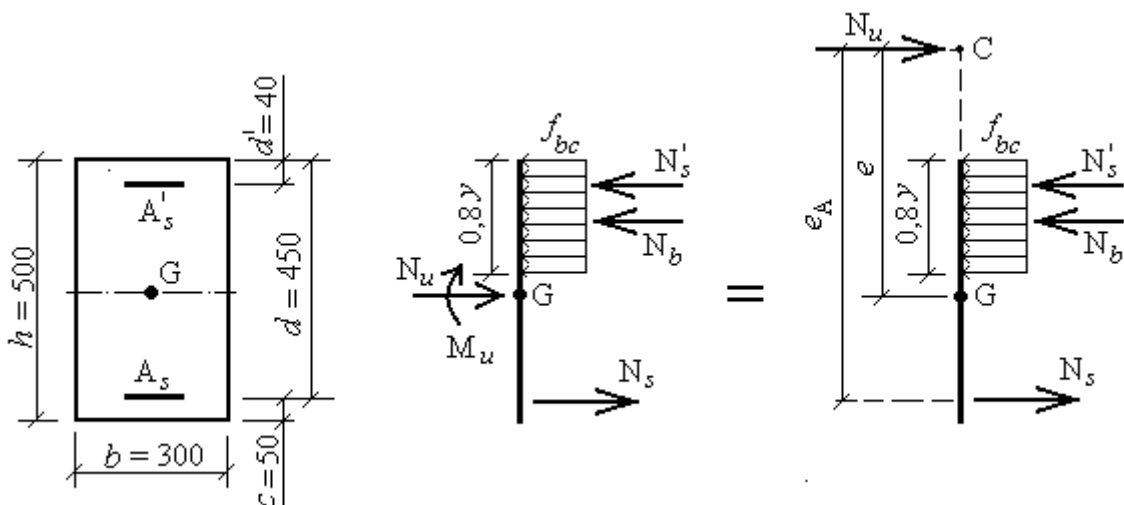 h = 500
d' = 40
A's
G
As
d = 450
b = 300
c = 50
fbc
0,8y
N's
Nb
Nu
G
Mu
Ns
=
Nu
C
fbc
e
eA
0,8y
N's
Nb
G
Ns